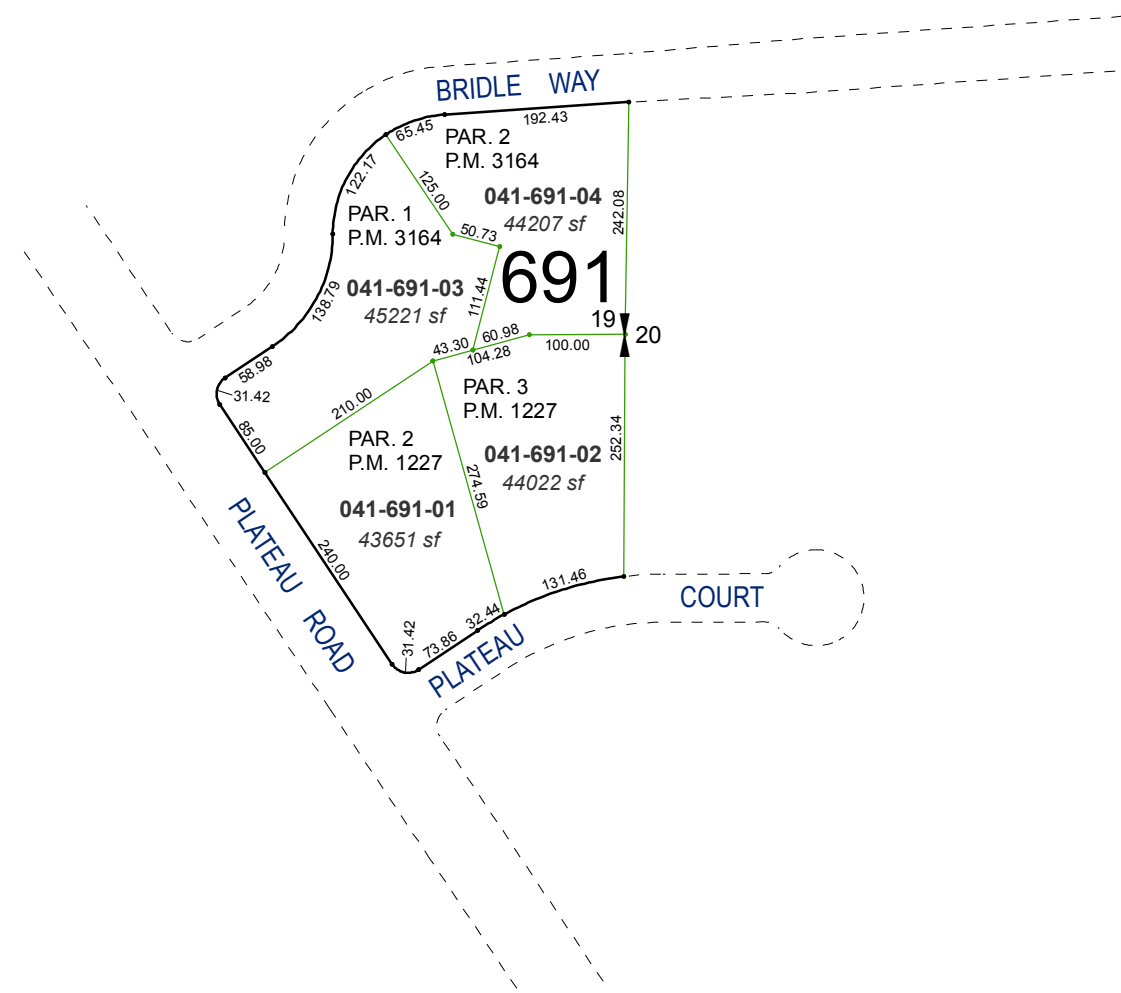 BRIDLE WAY
192.43
65.45
PAR. 2
P.M. 3164
122.17
125.00
041-691-04
44207 sf
242.08
PAR. 1
P.M. 3164
50.73
691
041-691-03
45221 sf
138.79
111.44
19
20
60.98
43.30
104.28
100.00
58.98
31.42
210.00
85.00
PAR. 3
P.M. 1227
252.34
PAR. 2
P.M. 1227
041-691-02
44022 sf
274.59
041-691-01
43651 sf
PLATEAU ROAD
240.00
131.46
COURT
32.44
31.42
73.86
PLATEAU